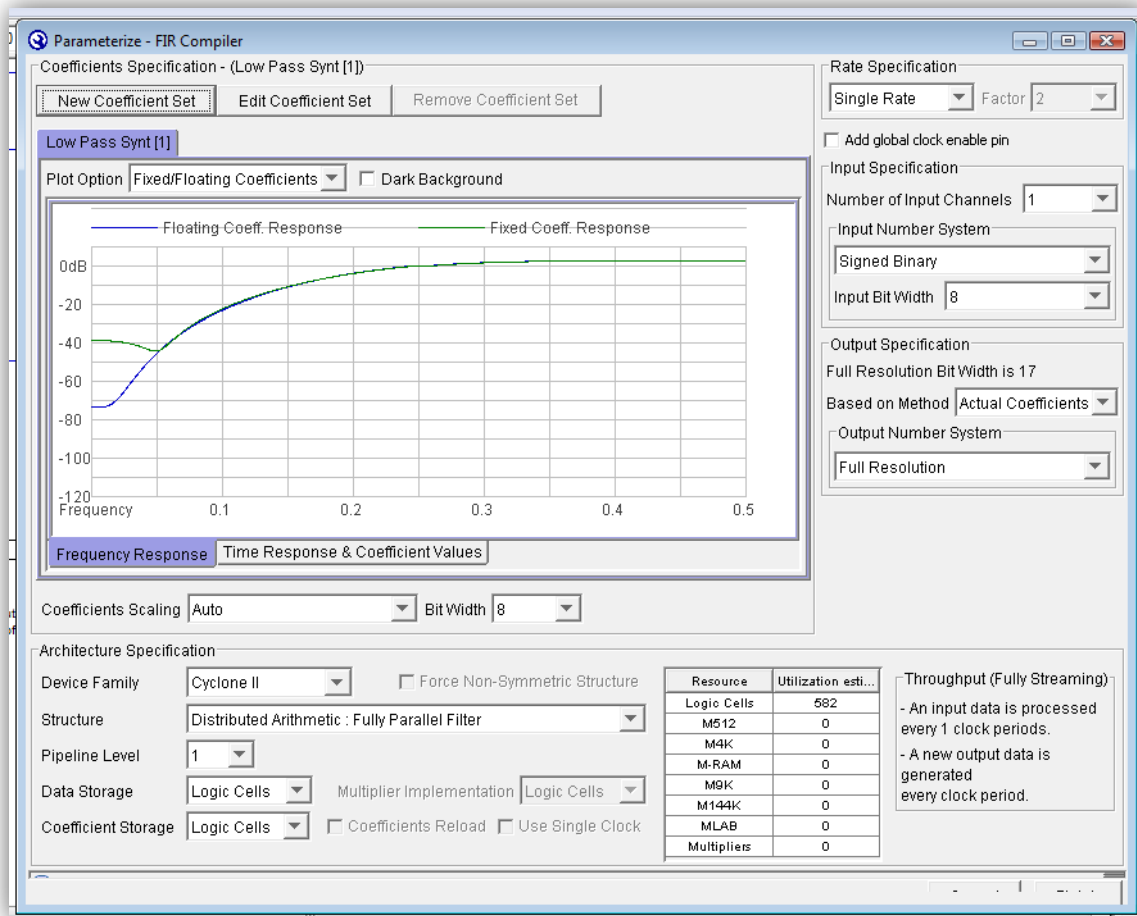 Parameterize - FIR Compiler
Coefficients Specification - (Low Pass Synt [1])
New Coefficient Set
Edit Coefficient Set
Remove Coefficient Set
Low Pass Synt [1]
Plot Option
Fixed/Floating Coefficients
Dark Background
Floating Coeff. Response
Fixed Coeff. Response
0dB
-20
-40
-60
-80
-100
-120
Frequency
0.1
0.2
0.3
0.4
0.5
Frequency Response
Time Response & Coefficient Values
Coefficients Scaling
Auto
Bit Width
8
Rate Specification
Single Rate
Factor
2
Add global clock enable pin
Input Specification
Number of Input Channels
1
Input Number System
Signed Binary
Input Bit Width
8
Output Specification
Full Resolution Bit Width is 17
Based on Method
Actual Coefficients
Output Number System
Full Resolution
Architecture Specification
Device Family
Cyclone II
Force Non-Symmetric Structure
Structure
Distributed Arithmetic : Fully Parallel Filter
Pipeline Level
1
Data Storage
Logic Cells
Multiplier Implementation
Logic Cells
Coefficient Storage
Logic Cells
Coefficients Reload
Use Single Clock
Resource
Utilization esti...
Logic Cells
582
M512
0
M4K
0
M-RAM
0
M9K
0
M144K
0
MLAB
0
Multipliers
0
Throughput (Fully Streaming)
- An input data is processed
every 1 clock periods.
- A new output data is
generated
every clock period.